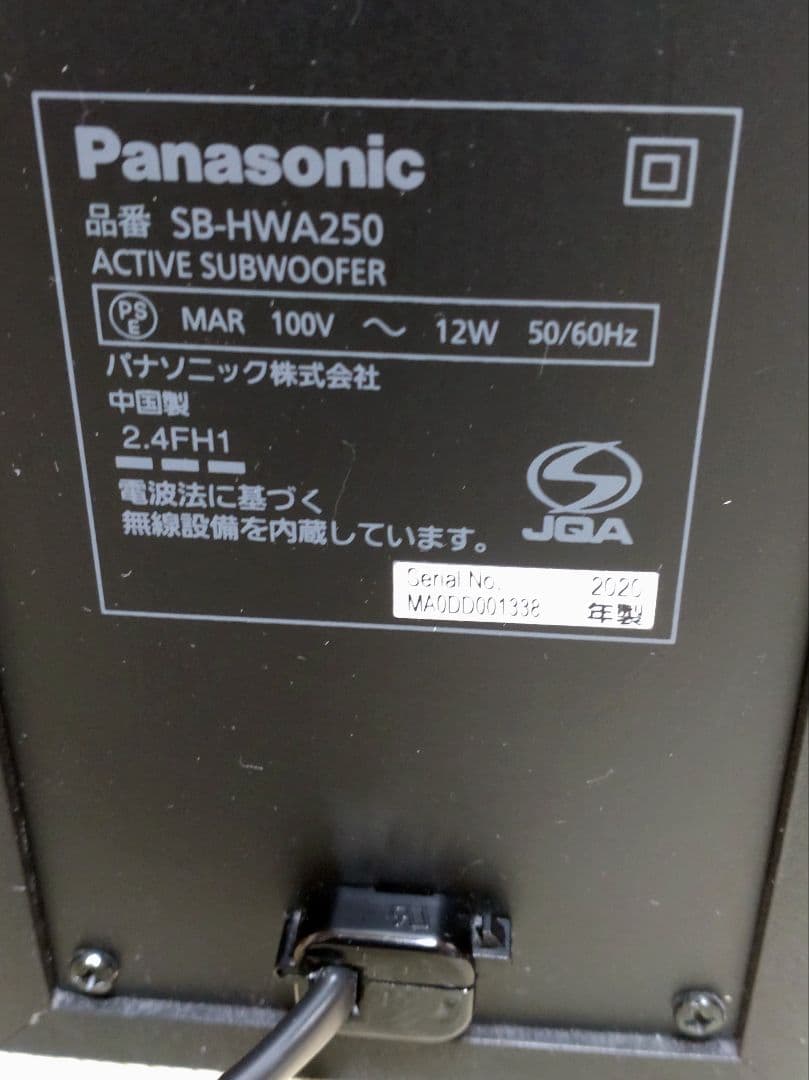 Panasonic
品番 SB-HWA250
ACTIVE SUBWOOFER
PS
E
MAR 100V ～ 12W 50/60Hz
パナソニック株式会社
中国製
2.4FH1
電波法に基づく
無線設備を内蔵しています。
JQA
Serial No. 2020
MA0DD001338 年製